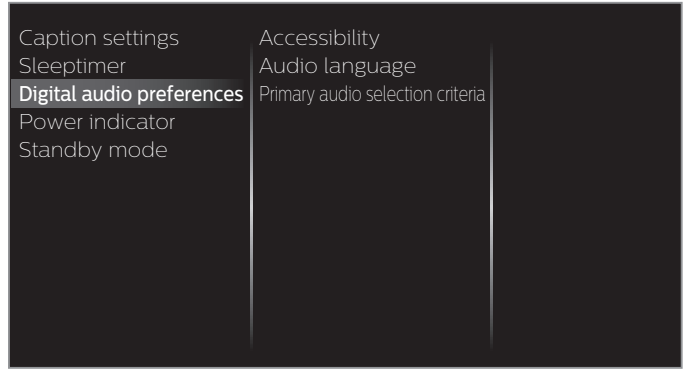 Caption settings
Sleeptimer
Digital audio preferences
Power indicator
Standby mode
Accessibility
Audio language
Primary audio selection criteria